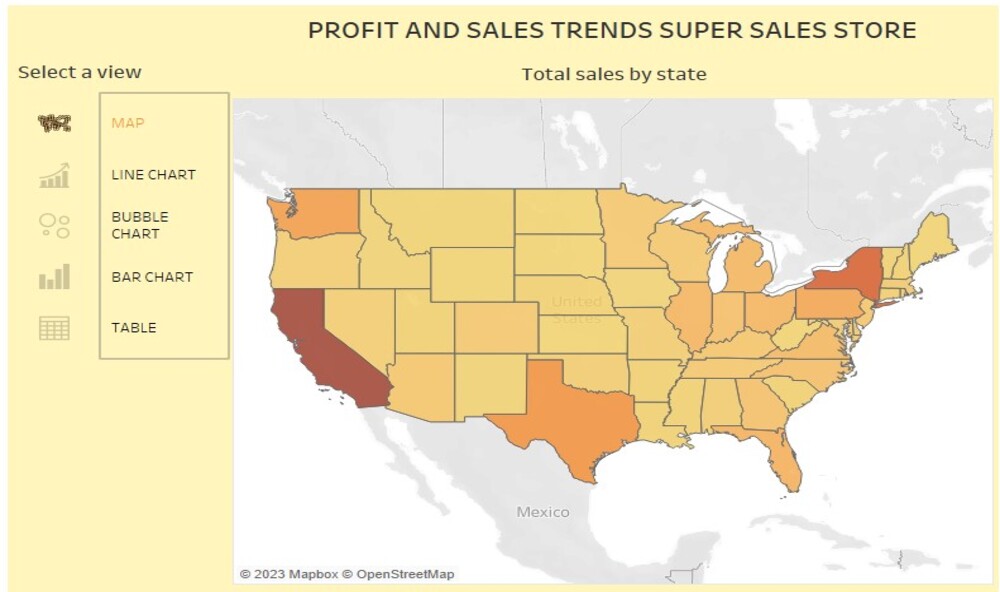 PROFIT AND SALES TRENDS SUPER SALES STORE
Select a view
Total sales by state
MAP
LINE CHART
BUBBLE
CHART
BAR CHART
TABLE
United
States
Mexico
© 2023 Mapbox © OpenStreetMap